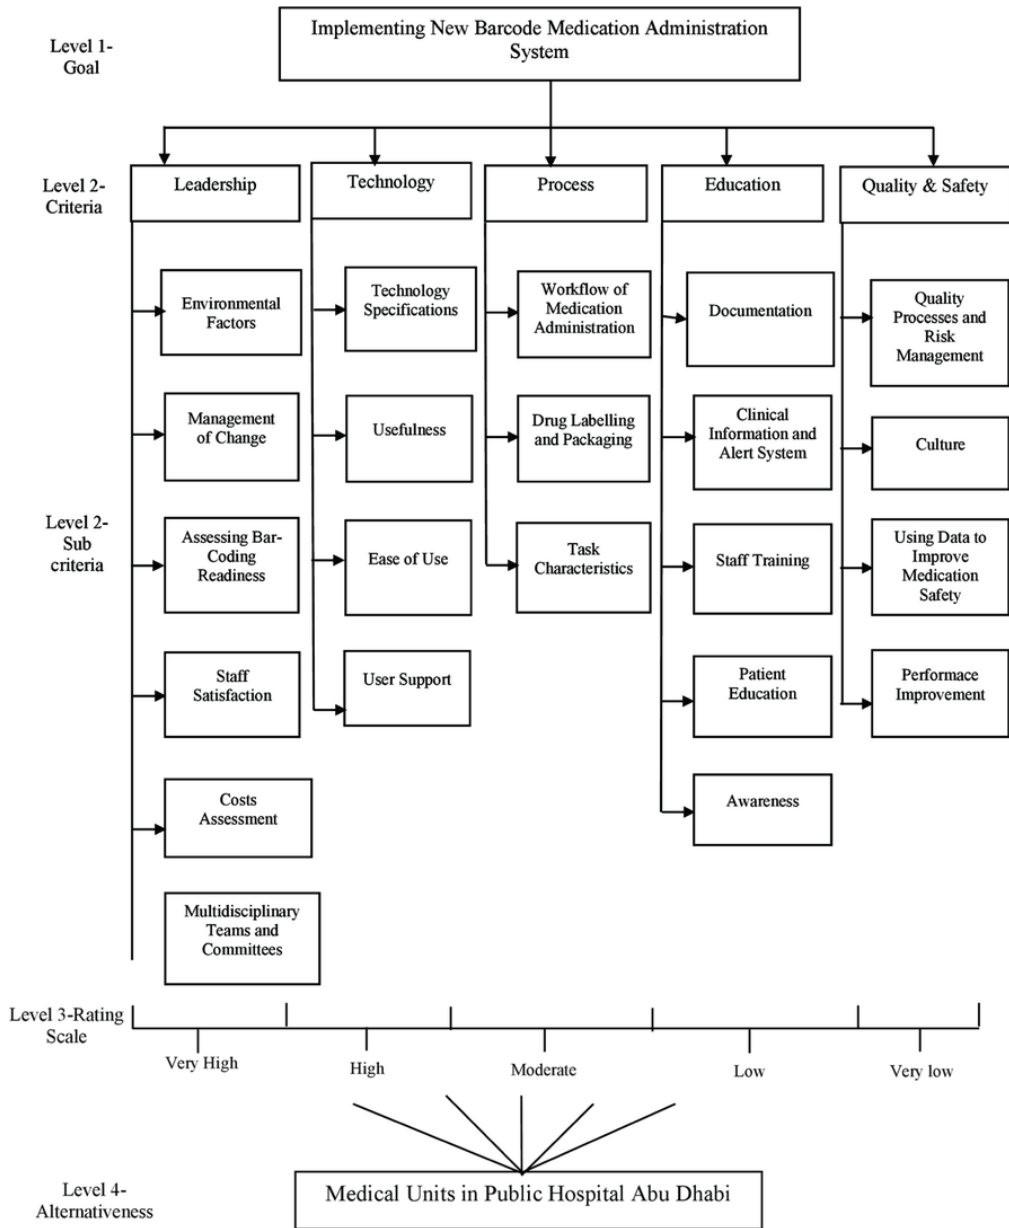 Level 1-
Goal
Implementing New Barcode Medication Administration
System
Level 2-
Criteria
Leadership
Technology
Process
Education
Quality & Safety
Level 2-
Sub
criteria
Environmental
Factors
Management
of Change
Assessing Bar-
Coding
Readiness
Staff
Satisfaction
Costs
Assessment
Multidisciplinary
Teams and
Committees
Technology
Specifications
Usefulness
Ease of Use
User Support
Workflow of
Medication
Administration
Drug Labelling
and Packaging
Task
Characteristics
Documentation
Clinical
Information and
Alert System
Staff Training
Patient
Education
Awareness
Quality
Processes and
Risk
Management
Culture
Using Data to
Improve
Medication
Safety
Performace
Improvement
Level 3-Rating
Scale
Very High
High
Moderate
Low
Very low
Level 4-
Alternativeness
Medical Units in Public Hospital Abu Dhabi